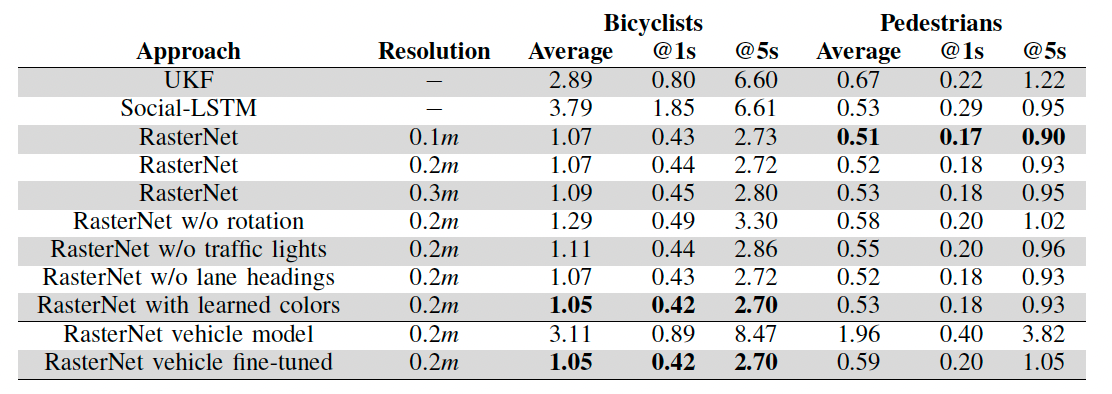 Bicyclists Pedestrians
Approach Resolution Average @1s @5s Average @1s @5s
UKF – 2.89 0.80 6.60 0.67 0.22 1.22
Social-LSTM – 3.79 1.85 6.61 0.53 0.29 0.95
RasterNet 0.1m 1.07 0.43 2.73 0.51 0.17 0.90
RasterNet 0.2m 1.07 0.44 2.72 0.52 0.18 0.93
RasterNet 0.3m 1.09 0.45 2.80 0.53 0.18 0.95
RasterNet w/o rotation 0.2m 1.29 0.49 3.30 0.58 0.20 1.02
RasterNet w/o traffic lights 0.2m 1.11 0.44 2.86 0.55 0.20 0.96
RasterNet w/o lane headings 0.2m 1.07 0.43 2.72 0.52 0.18 0.93
RasterNet with learned colors 0.2m 1.05 0.42 2.70 0.53 0.18 0.93
RasterNet vehicle model 0.2m 3.11 0.89 8.47 1.96 0.40 3.82
RasterNet vehicle fine-tuned 0.2m 1.05 0.42 2.70 0.59 0.20 1.05